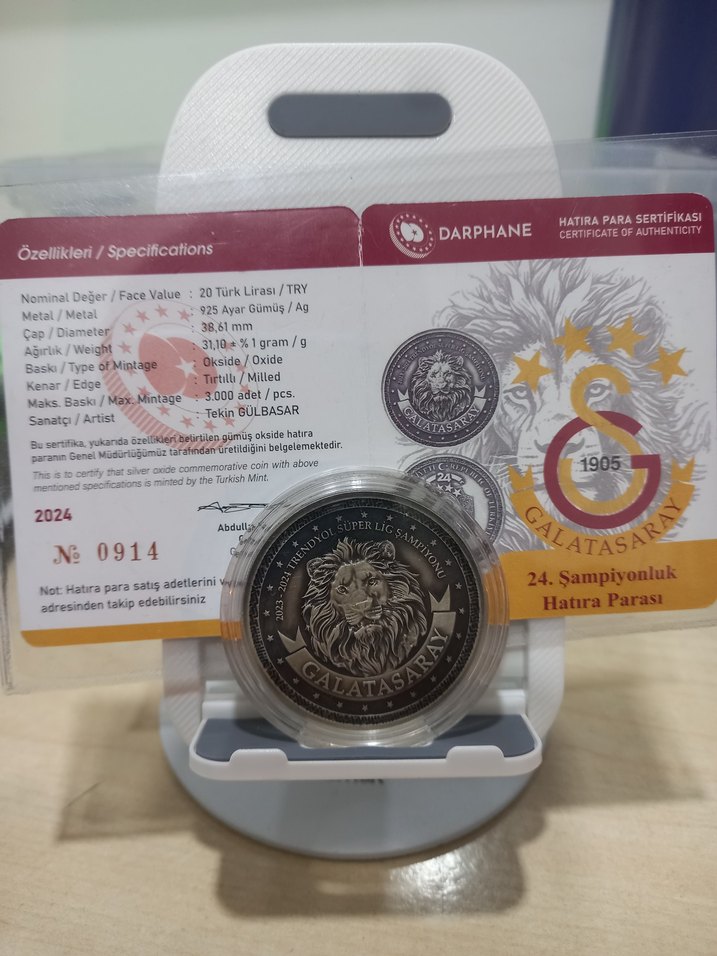 Özellikleri / Specifications
Nominal Değer / Face Value : 20 Türk Lirası / TRY
Metal / Metal : 925 Ayar Gümüş / Ag
Çap / Diameter : 38,61 mm
Ağırlık / Weight : 31,10 ± % 1 gram / g
Baskı / Type of Mintage : Okside / Oxide
Kenar / Edge : Tırtıllı / Milled
Maks. Baskı / Max. Mintage : 3.000 adet / pcs.
Sanatçı / Artist : Tekin GÜLBASAR
Bu sertifika, yukarıda özellikleri belirtilen gümüş okside hatıra
paranın Genel Müdürlüğümüz tarafından üretildiğini belgelemektedir.
This is to certify that silver oxide commemorative coin with above
mentioned specifications is minted by the Turkish Mint.
2024
Abdull
№ 0914
Not: Hatıra para satış adetlerini
adresinden takip edebilirsiniz
DARPHANE
HATIRA PARA SERTİFİKASI
CERTIFICATE OF AUTHENTICITY
GALATASARAY
24
REPUBLIC OF
1905
GALATASARAY
24. Şampiyonluk
Hatıra Parası
2023 - 2024 TRENDYOL SÜPER LİG ŞAMPİYONU
GALATASARAY